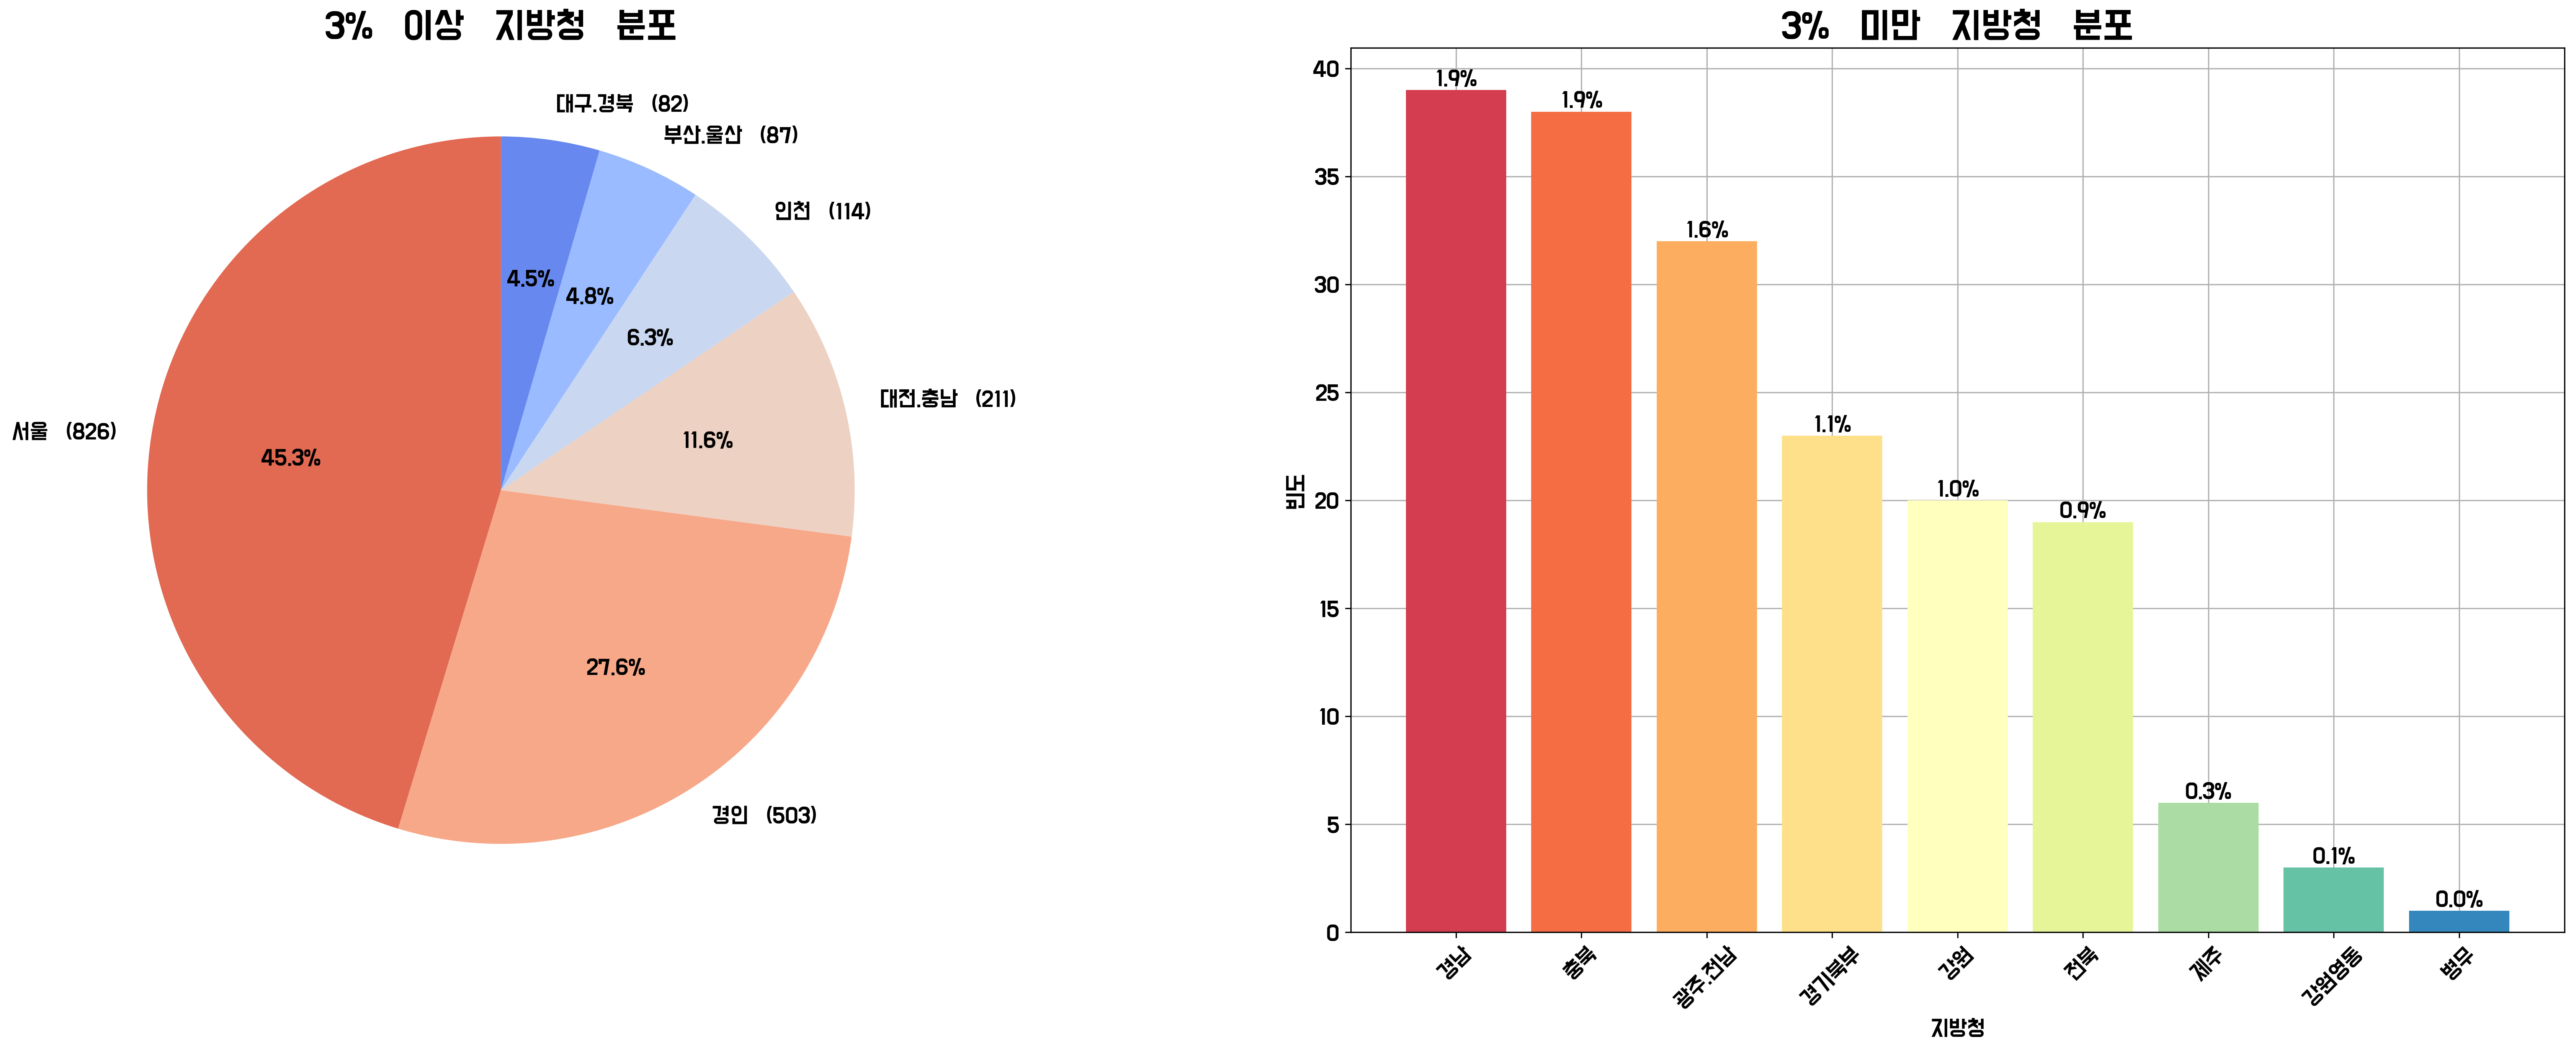 3% 이상 지방청 분포
대구.경북 (82)
부산.울산 (87)
인천 (114)
대전.충남 (211)
서울 (826)
경인 (503)
4.5%
4.8%
6.3%
11.6%
45.3%
27.6%
3% 미만 지방청 분포
빈도
40
35
30
25
20
15
10
5
0
1.9%
1.9%
1.6%
1.1%
1.0%
0.9%
0.3%
0.1%
0.0%
경남
충북
광주.전남
경기북부
강원
전북
제주
강원영동
병무
지방청